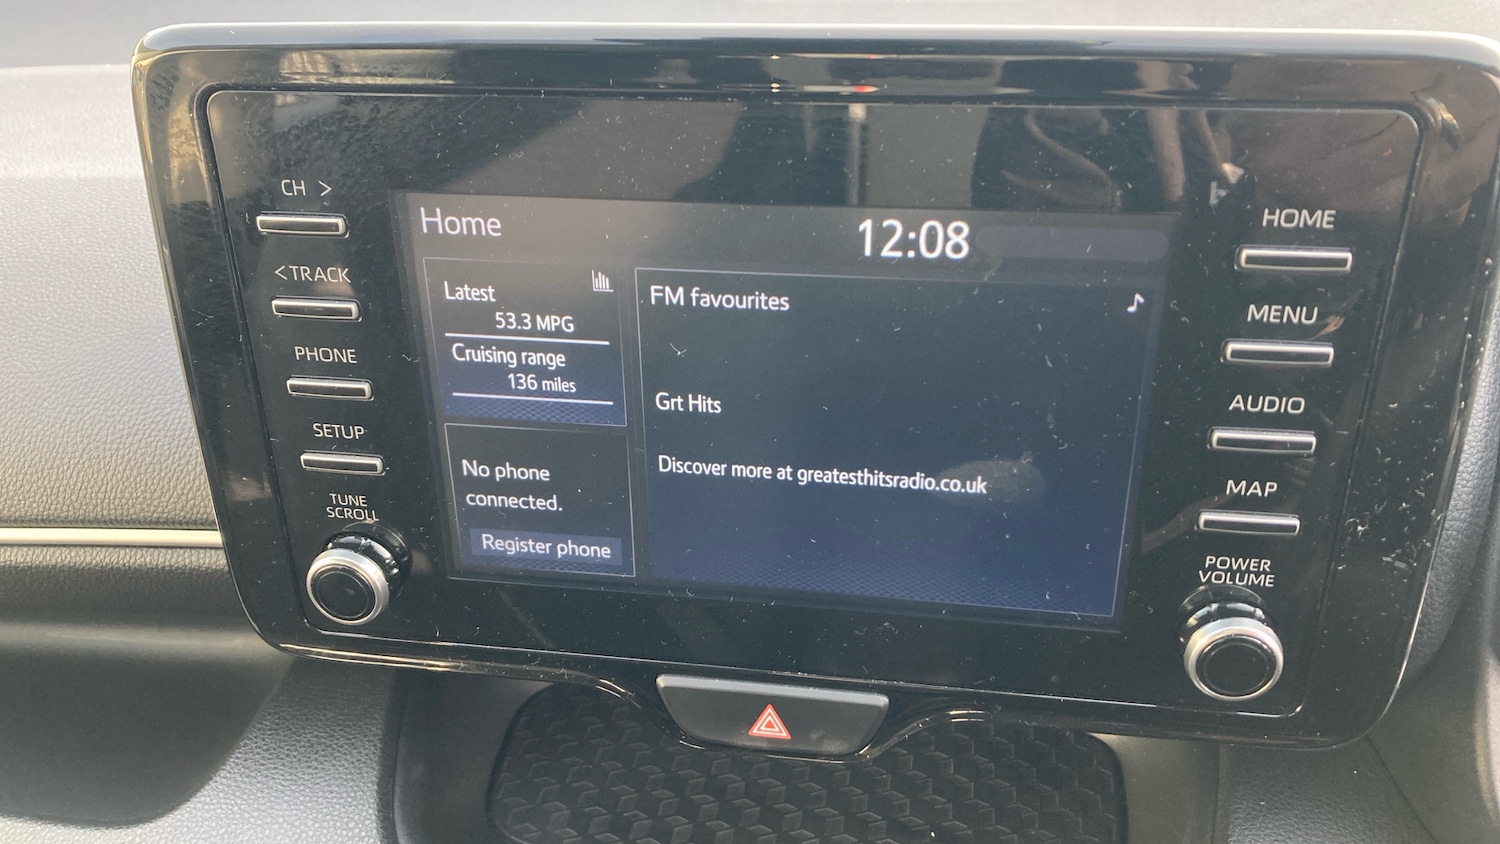 CH >
<TRACK
PHONE
SETUP
TUNE
SCROLL
Home
12:08
Latest
53.3 MPG
Cruising range
136 miles
No phone
connected.
Register phone
FM favourites
Grt Hits
Discover more at greatesthitsradio.co.uk
HOME
MENU
AUDIO
MAP
POWER
VOLUME